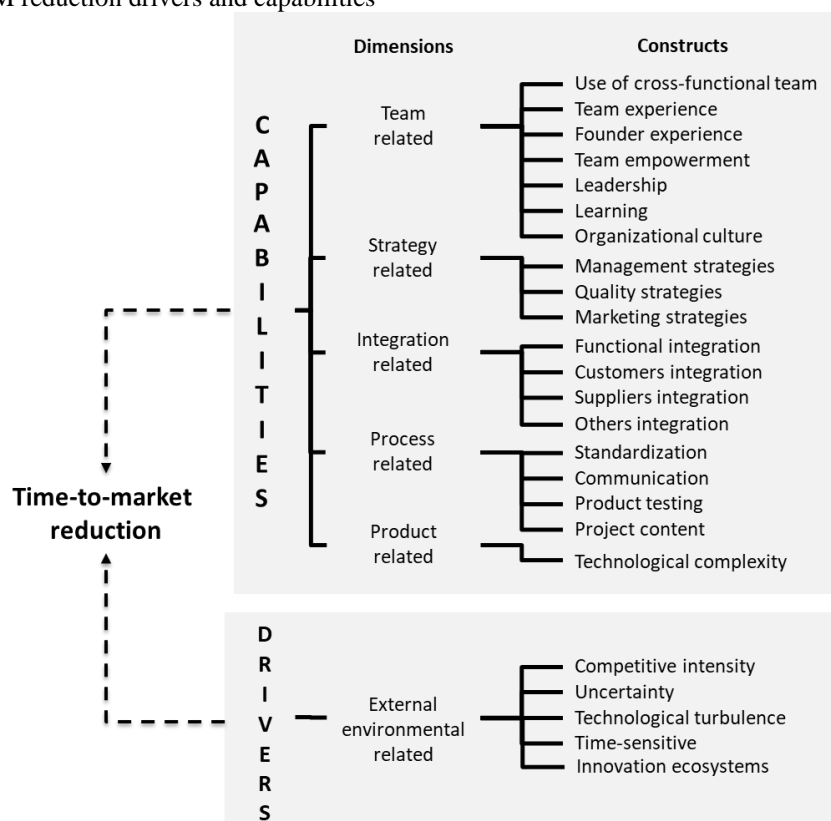 M reduction drivers and capabilities
Dimensions
Constructs
CAPABILITIES
Team
related
Use of cross-functional team
Team experience
Founder experience
Team empowerment
Leadership
Learning
Organizational culture
Strategy
related
Management strategies
Quality strategies
Marketing strategies
Integration
related
Functional integration
Customers integration
Suppliers integration
Others integration
Process
related
Standardization
Communication
Product testing
Project content
Product
related
Technological complexity
Time-to-market
reduction
DRIVERS
External
environmental
related
Competitive intensity
Uncertainty
Technological turbulence
Time-sensitive
Innovation ecosystems